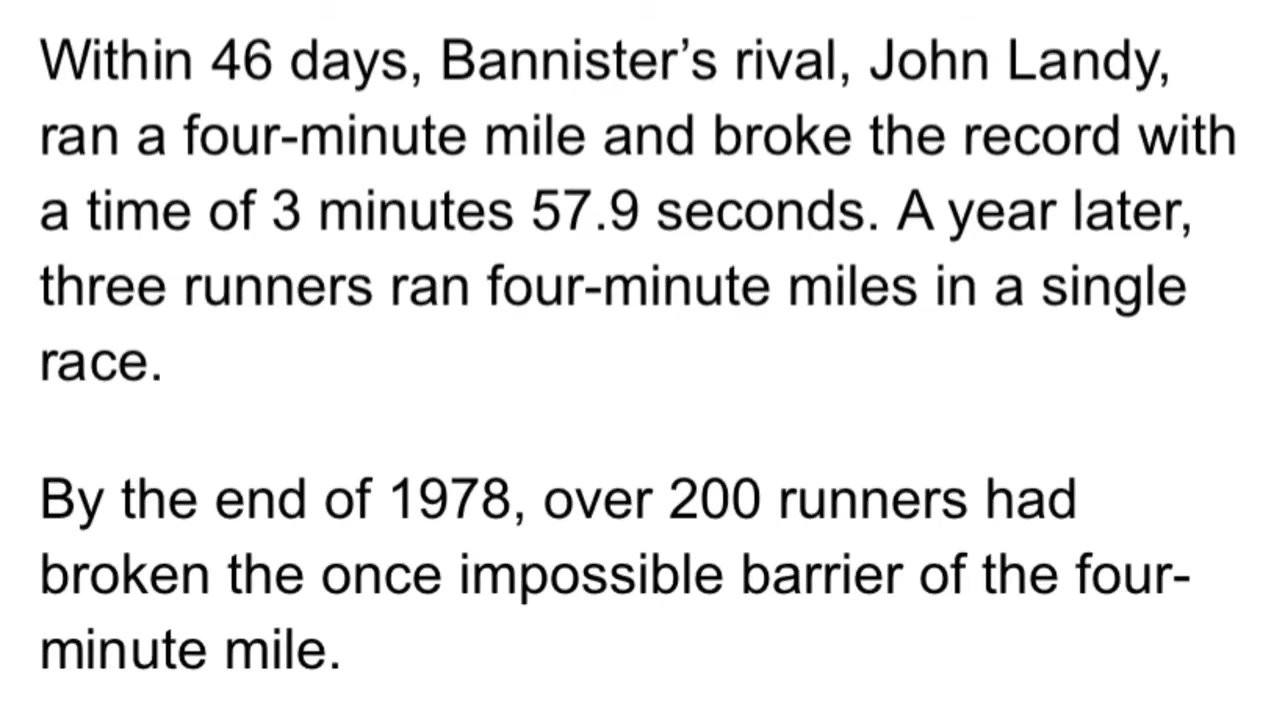 Within 46 days, Bannister’s rival, John Landy,
ran a four-minute mile and broke the record with
a time of 3 minutes 57.9 seconds. A year later,
three runners ran four-minute miles in a single
race.
By the end of 1978, over 200 runners had
broken the once impossible barrier of the four-
minute mile.